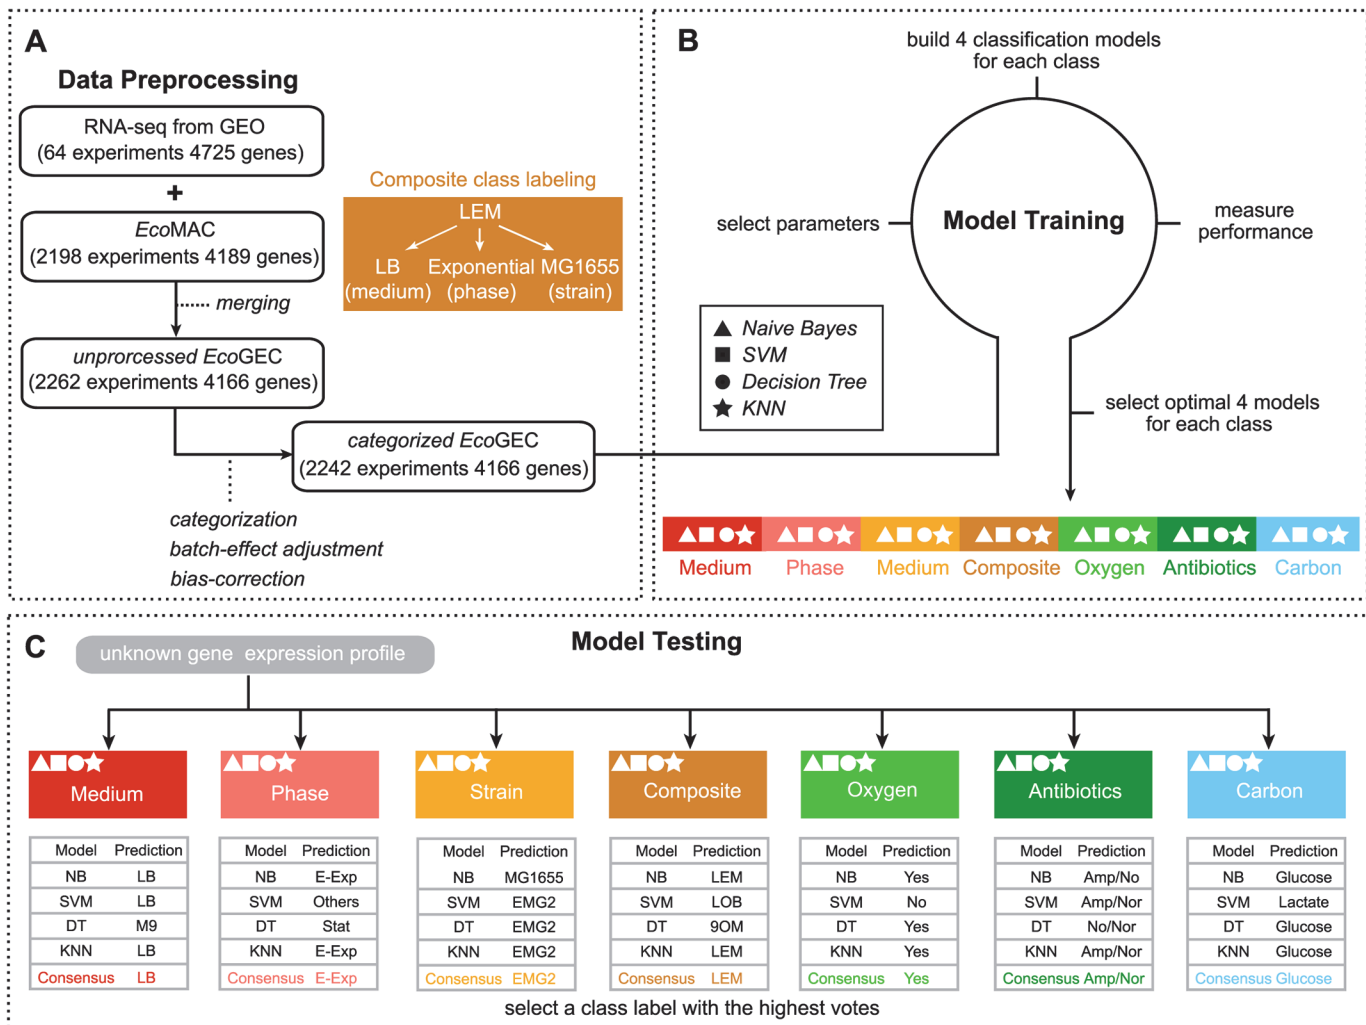 A
Data Preprocessing
RNA-seq from GEO
(64 experiments 4725 genes)
+
EcoMAC
(2198 experiments 4189 genes)
merging
unprorcessed EcoGEC
(2262 experiments 4166 genes)
categorized EcoGEC
(2242 experiments 4166 genes)
categorization
batch-effect adjustment
bias-correction
Composite class labeling
LEM
LB Exponential MG1655
(medium) (phase) (strain)
B
build 4 classification models
for each class
select parameters
Model Training
measure
performance
Naive Bayes
SVM
Decision Tree
KNN
select optimal 4 models
for each class
Medium Phase Medium Composite Oxygen Antibiotics Carbon
C
Model Testing
unknown gene expression profile
Medium
Model Prediction
NB LB
SVM LB
DT M9
KNN LB
Consensus LB
Phase
Model Prediction
NB E-Exp
SVM Others
DT Stat
KNN E-Exp
Consensus E-Exp
Strain
Model Prediction
NB MG1655
SVM EMG2
DT EMG2
KNN EMG2
Consensus EMG2
Composite
Model Prediction
NB LEM
SVM LOB
DT 9OM
KNN LEM
Consensus LEM
Oxygen
Model Prediction
NB Yes
SVM No
DT Yes
KNN Yes
Consensus Yes
Antibiotics
Model Prediction
NB Amp/No
SVM Amp/Nor
DT No/Nor
KNN Amp/Nor
Consensus Amp/Nor
Carbon
Model Prediction
NB Glucose
SVM Lactate
DT Glucose
KNN Glucose
Consensus Glucose
select a class label with the highest votes